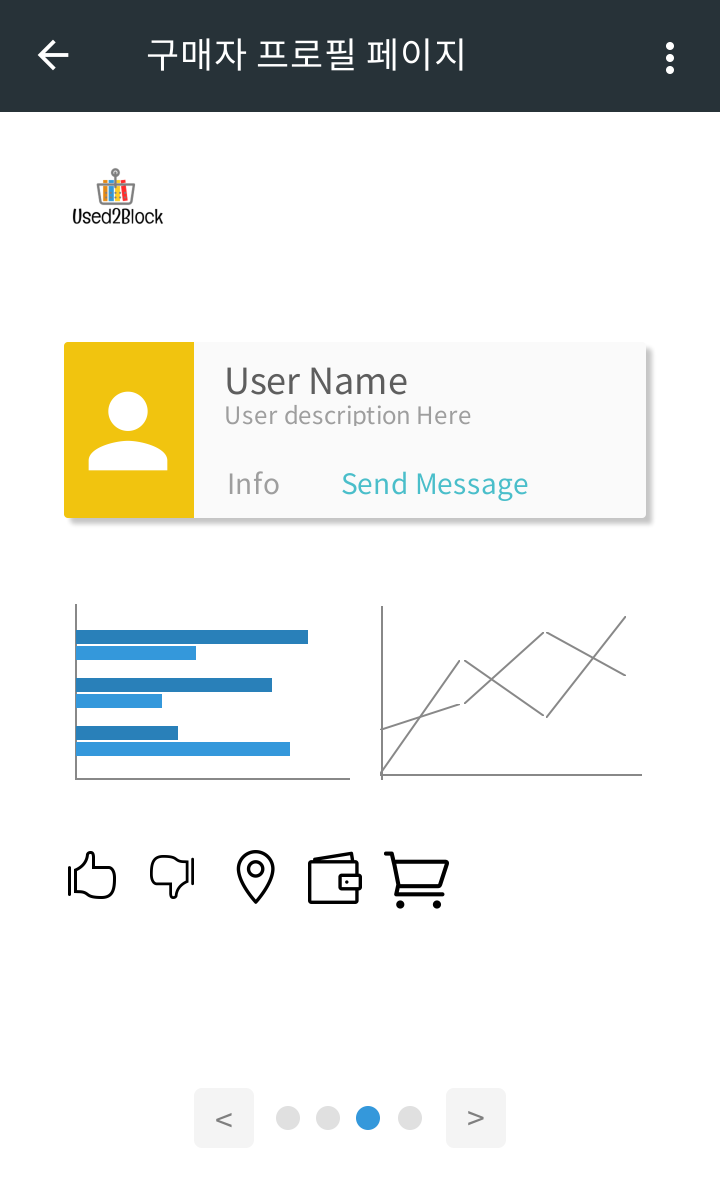 구매자 프로필 페이지
Used2Block
User Name
User description Here
Info Send Message
< >